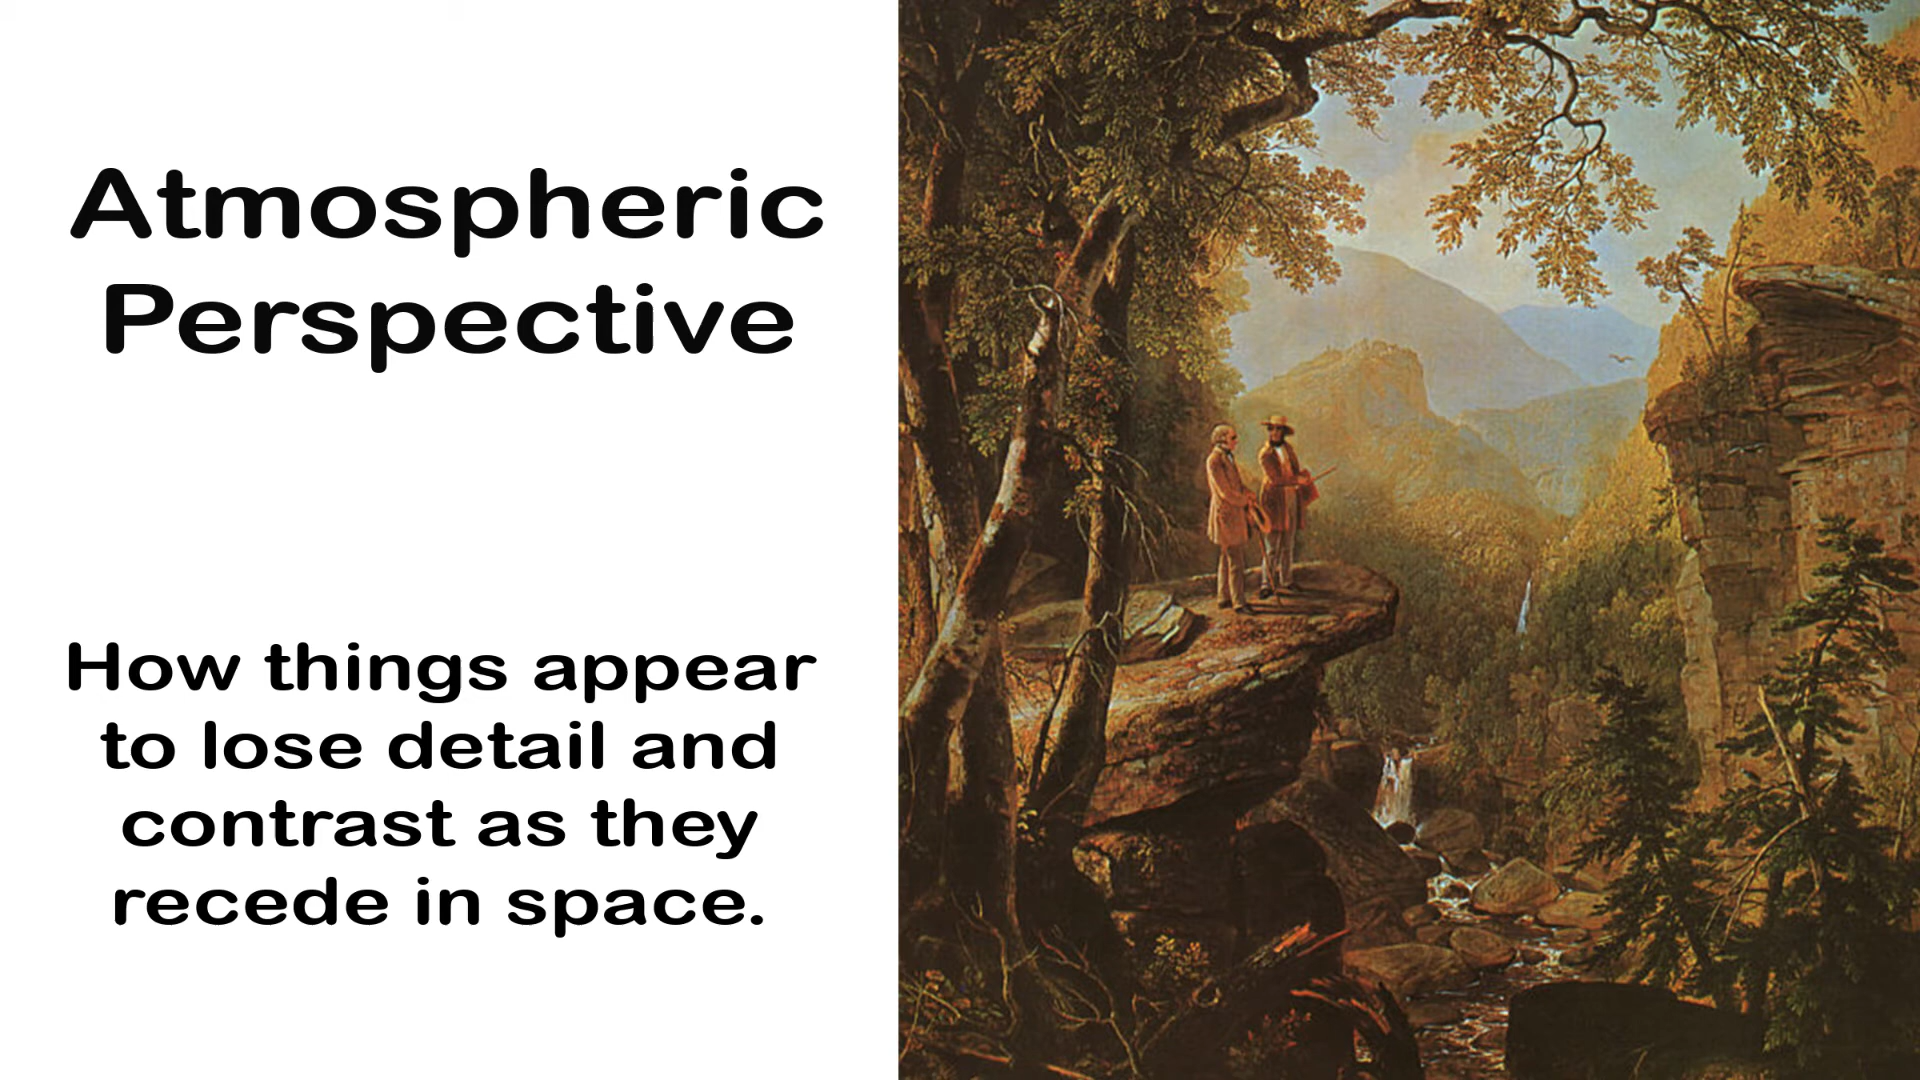 Atmospheric
Perspective
How things appear
to lose detail and
contrast as they
recede in space.